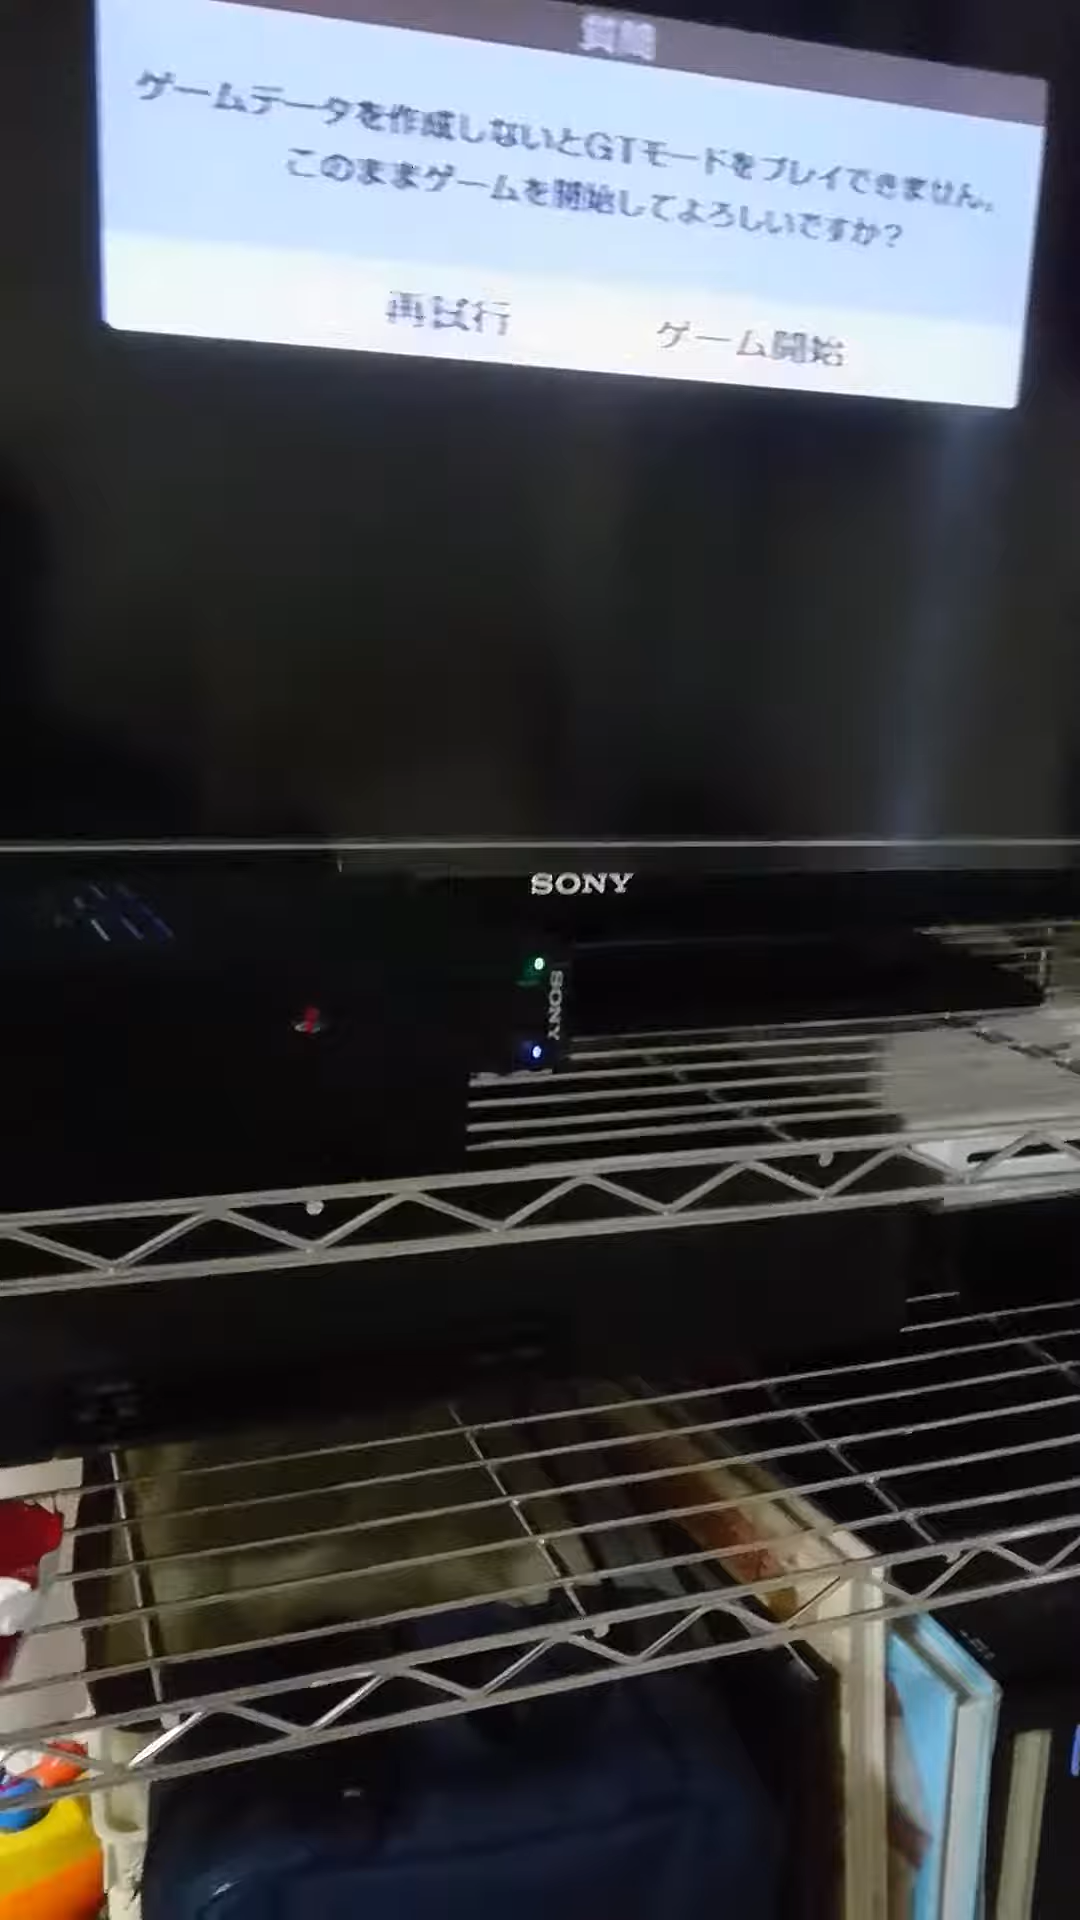 質問
ゲームデータを作成しないとGTモードをプレイできません。
このままゲームを開始してよろしいですか？
再試行
ゲーム開始
SONY
SONY